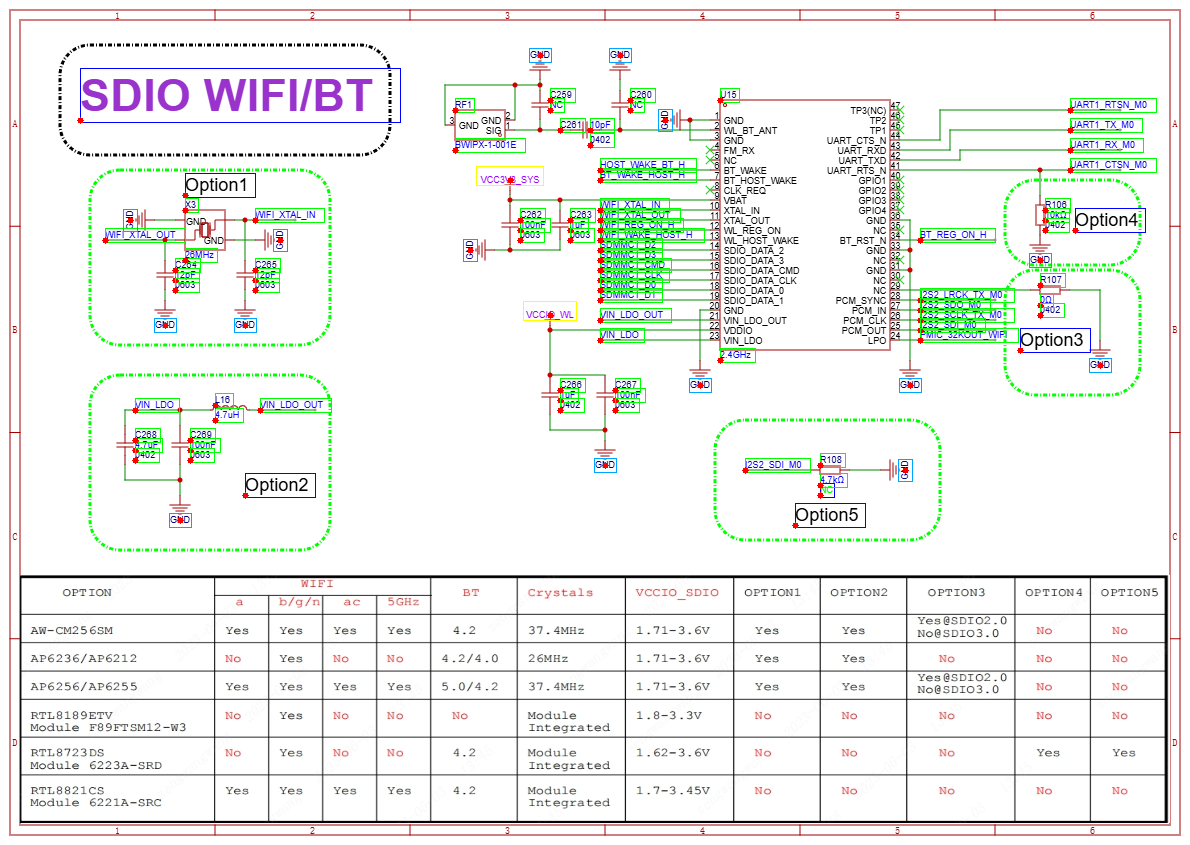 1 2 3 4 5 6
A
B
C
D
SDIO WIFI/BT
Option1
X3
GND
GND
26MHz
WIFI_XTAL_IN
WIFI_XTAL_OUT
GND
GND
C264
12pF
0603
C265
12pF
0603
GND
GND
VIN_LDO
L16
4.7uH
VIN_LDO_OUT
C268
4.7uF
0402
C269
100nF
0603
GND
Option2
GND
GND
RF1
GND
GND
SIG
3
2
1
BWIPX-1-001E
C259
NC
C260
NC
C261
10pF
0402
GND
VCC3V3_SYS
C262
100nF
0603
C263
1uF
0603
GND
HOST_WAKE_BT_H
BT_WAKE_HOST_H
WIFI_XTAL_IN
WIFI_XTAL_OUT
WIFI_REG_ON_H
WIFI_WAKE_HOST_H
SDMMC1_D2
SDMMC1_D3
SDMMC1_CMD
SDMMC1_CLK
SDMMC1_D0
SDMMC1_D1
VIN_LDO_OUT
VIN_LDO
VCCIO_WL
C266
1uF
0402
C267
100nF
0603
GND
U15
1 GND
2 WL_BT_ANT
3 GND
4 FM_RX
5 NC
6 BT_WAKE
7 BT_HOST_WAKE
8 CLK_REQ
9 VBAT
10 XTAL_IN
11 XTAL_OUT
12 WL_REG_ON
13 WL_HOST_WAKE
14 SDIO_DATA_2
15 SDIO_DATA_3
16 SDIO_DATA_CMD
17 SDIO_DATA_CLK
18 SDIO_DATA_0
19 SDIO_DATA_1
20 GND
21 VIN_LDO_OUT
22 VDDIO
23 VIN_LDO
TP3(NC) 47
TP2 46
TP1 45
UART_CTS_N 44
UART_RXD 43
UART_TXD 42
UART_RTS_N 41
GPIO1 40
GPIO2 39
GPIO3 38
GPIO4 37
GND 36
NC 35
BT_RST_N 34
GND 33
NC 32
GND 31
NC 30
NC 29
PCM_SYNC 28
PCM_IN 27
PCM_CLK 26
PCM_OUT 25
LPO 24
2.4GHz
GND
GND
UART1_RTSN_M0
UART1_TX_M0
UART1_RX_M0
UART1_CTSN_M0
BT_REG_ON_H
I2S2_LRCK_TX_M0
I2S2_SDO_M0
I2S2_SCLK_TX_M0
I2S2_SDI_M0
PMIC_32KOUT_WIFI
R106
10kΩ
0402
GND
Option4
R107
0Ω
0402
GND
Option3
I2S2_SDI_M0
R108
4.7kΩ
NC
GND
Option5
OPTION WIFI BT Crystals VCCIO_SDIO OPTION1 OPTION2 OPTION3 OPTION4 OPTION5
a b/g/n ac 5GHz
AW-CM256SM Yes Yes Yes Yes 4.2 37.4MHz 1.71-3.6V Yes Yes Yes@SDIO2.0 No No
No@SDIO3.0
AP6236/AP6212 No Yes No No 4.2/4.0 26MHz 1.71-3.6V Yes Yes No No No
AP6256/AP6255 Yes Yes Yes Yes 5.0/4.2 37.4MHz 1.71-3.6V Yes Yes Yes@SDIO2.0 No No
No@SDIO3.0
RTL8189ETV No Yes No No No Module 1.8-3.3V No No No No No
Module F89FTSM12-W3 Integrated
RTL8723DS No Yes No No 4.2 Module 1.62-3.6V No No No Yes Yes
Module 6223A-SRD Integrated
RTL8821CS Yes Yes Yes Yes 4.2 Module 1.7-3.45V No No No No No
Module 6221A-SRC Integrated
1 2 3 4 5 6
A
B
C
D